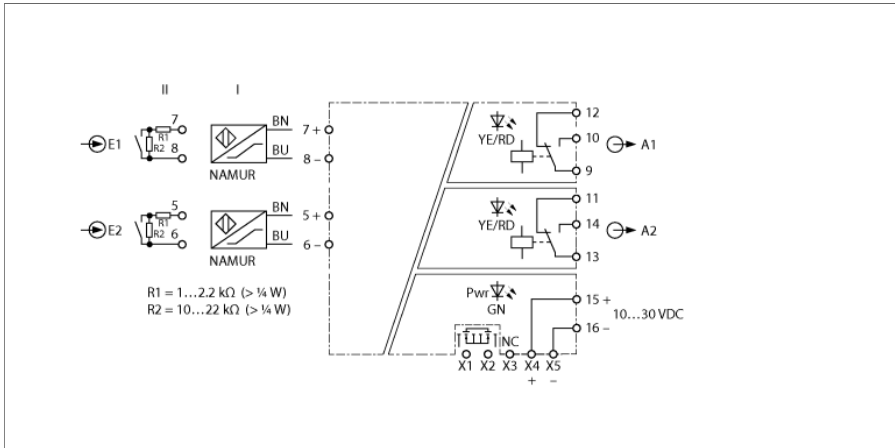 II I
7 BN 7 + 12
E1 R1 R2 YE/RD 10 A1
8 BU 8 – 9
NAMUR
5 BN 5 + 11
E2 R1 R2 YE/RD 14 A2
6 BU 6 – 13
NAMUR
R1 = 1…2.2 kΩ (> ¼ W)
R2 = 10…22 kΩ (> ¼ W)
Pwr
GN
15 +
10…30 VDC
16 –
NC
X1 X2 X3 X4 X5
+ –